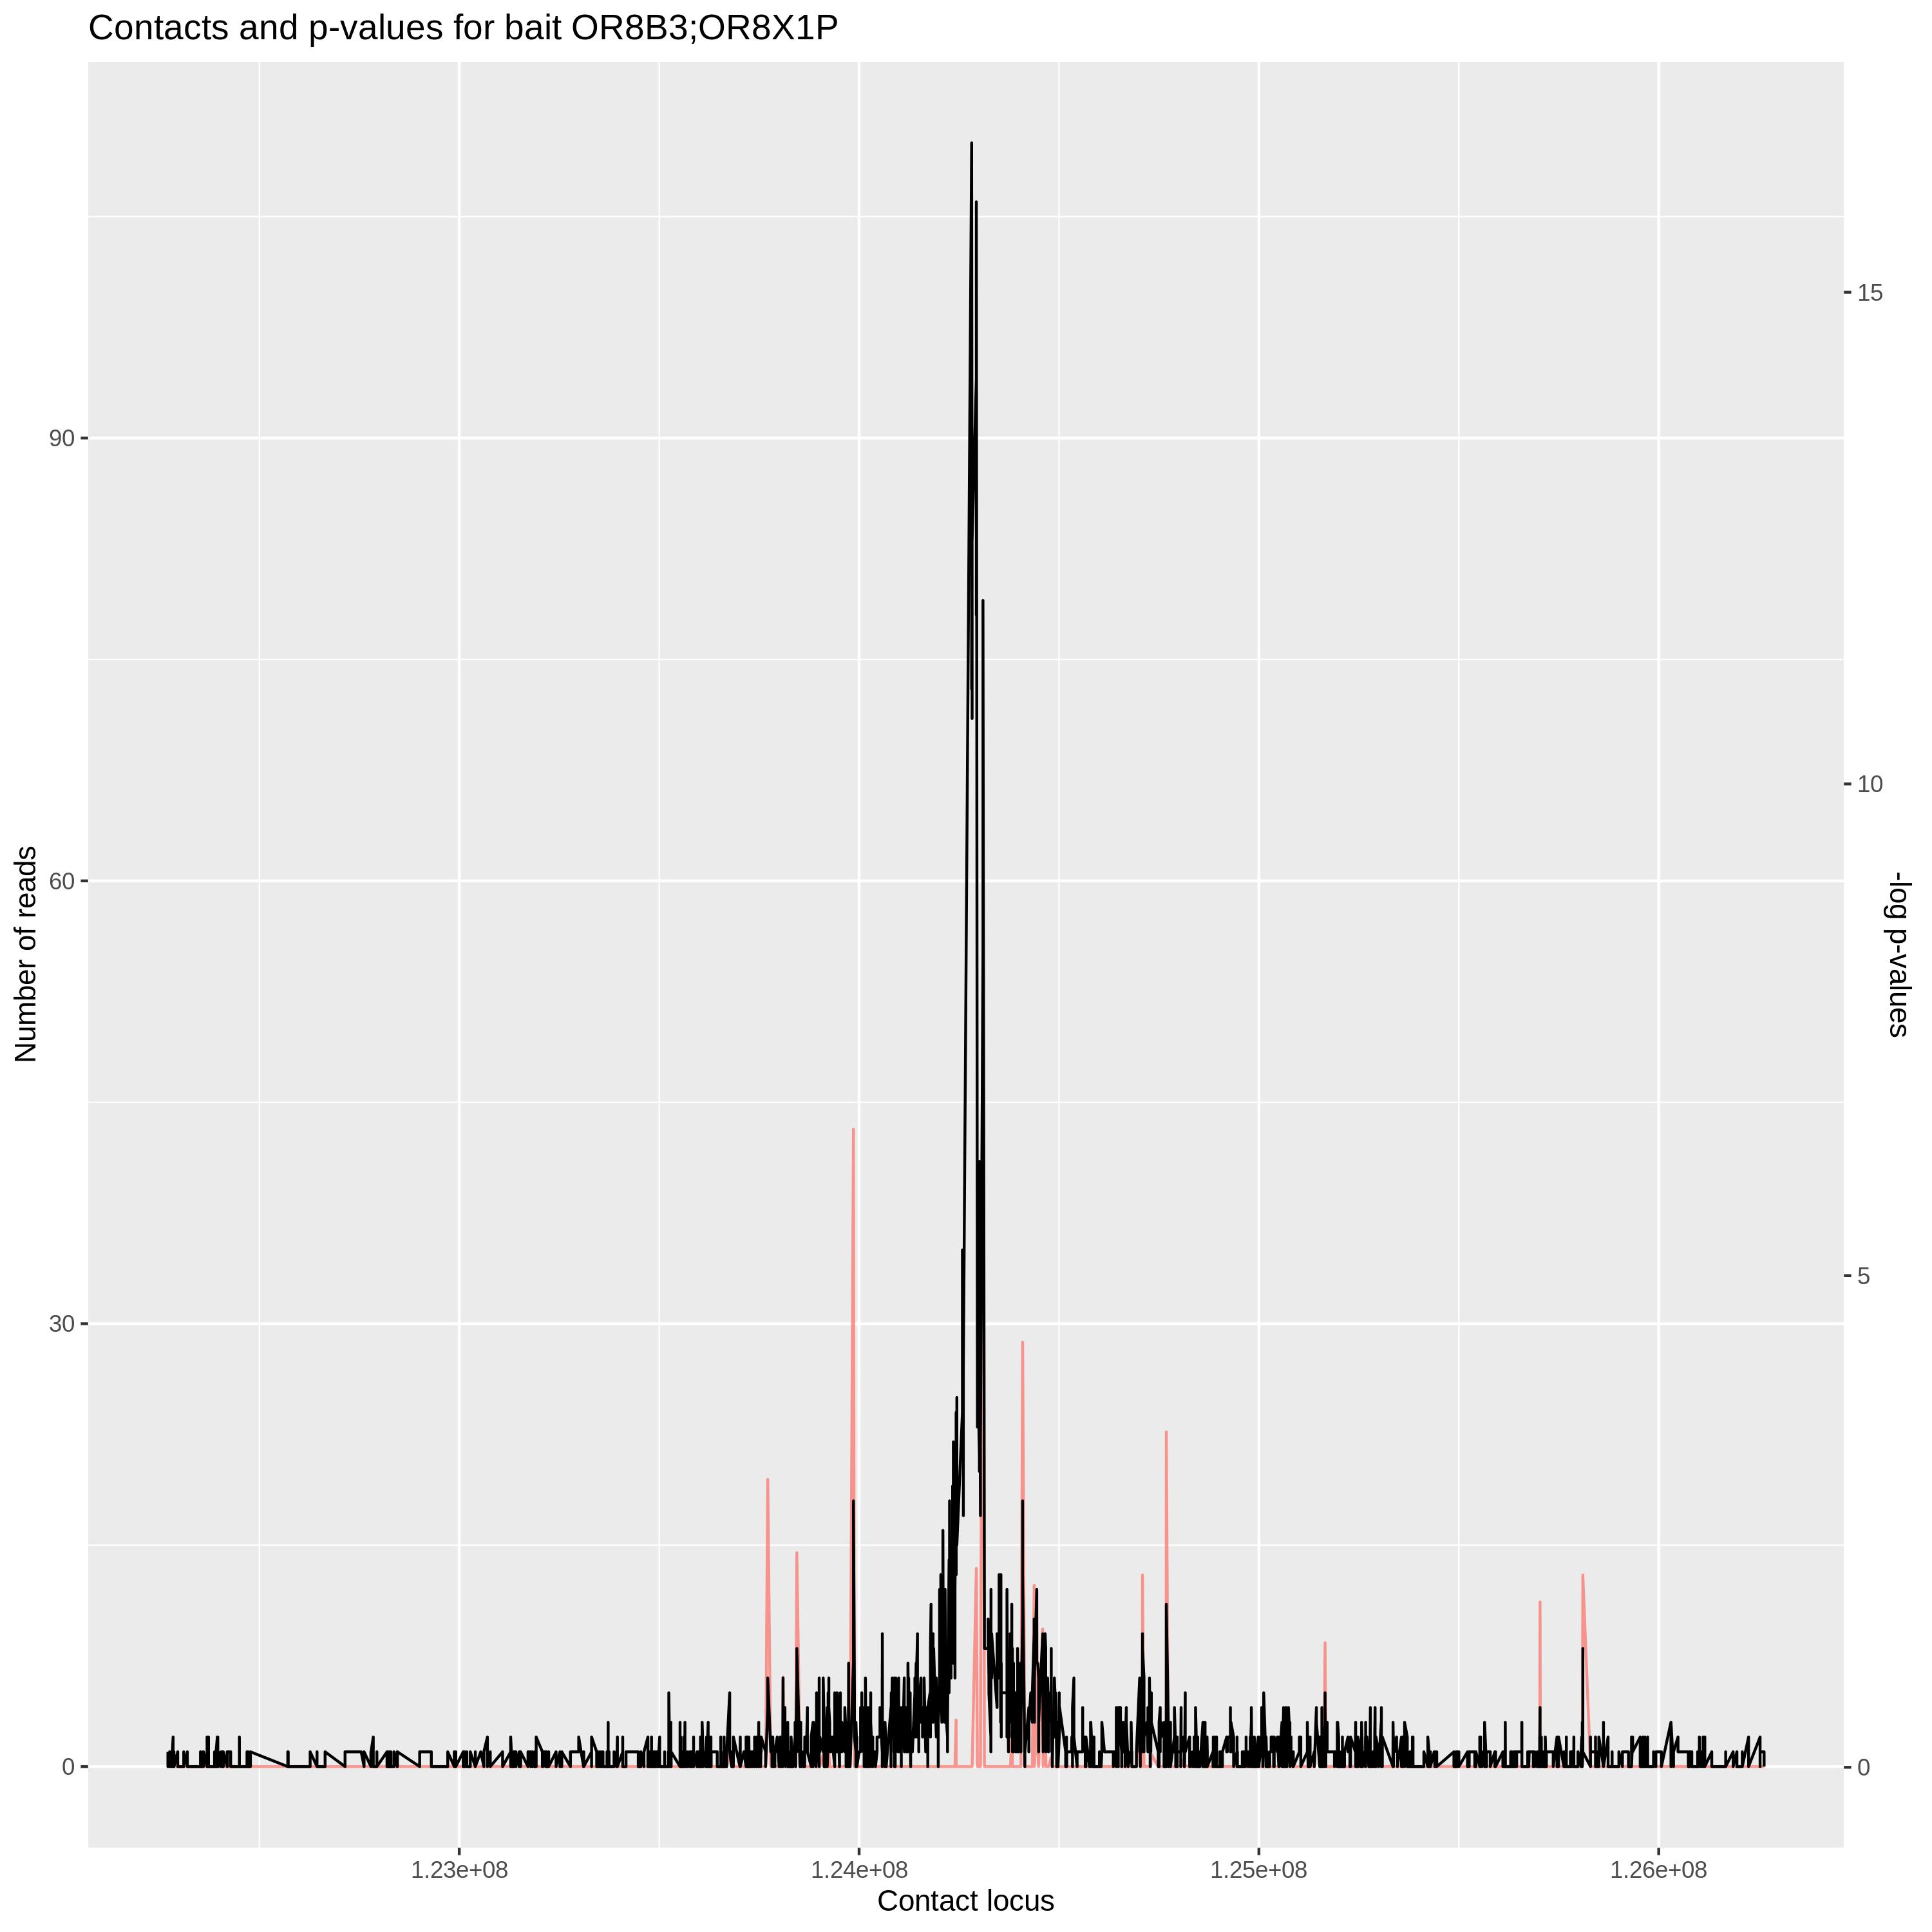 Contacts and p-values for bait OR8B3;OR8X1P
90
60
30
0
15
10
5
0
Number of reads
-log p-values
1.23e+08
1.24e+08
1.25e+08
1.26e+08
Contact locus